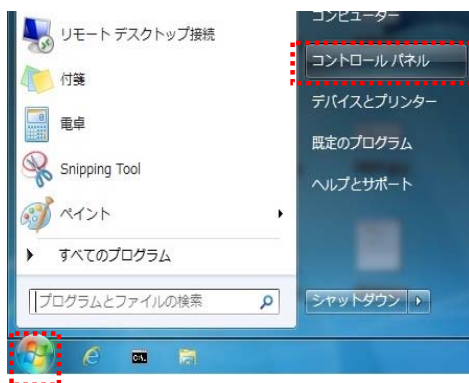 リモート デスクトップ接続
付箋
電卓
Snipping Tool
ペイント
すべてのプログラム
プログラムとファイルの検索
コンピューター
コントロール パネル
デバイスとプリンター
既定のプログラム
ヘルプとサポート
シャットダウン